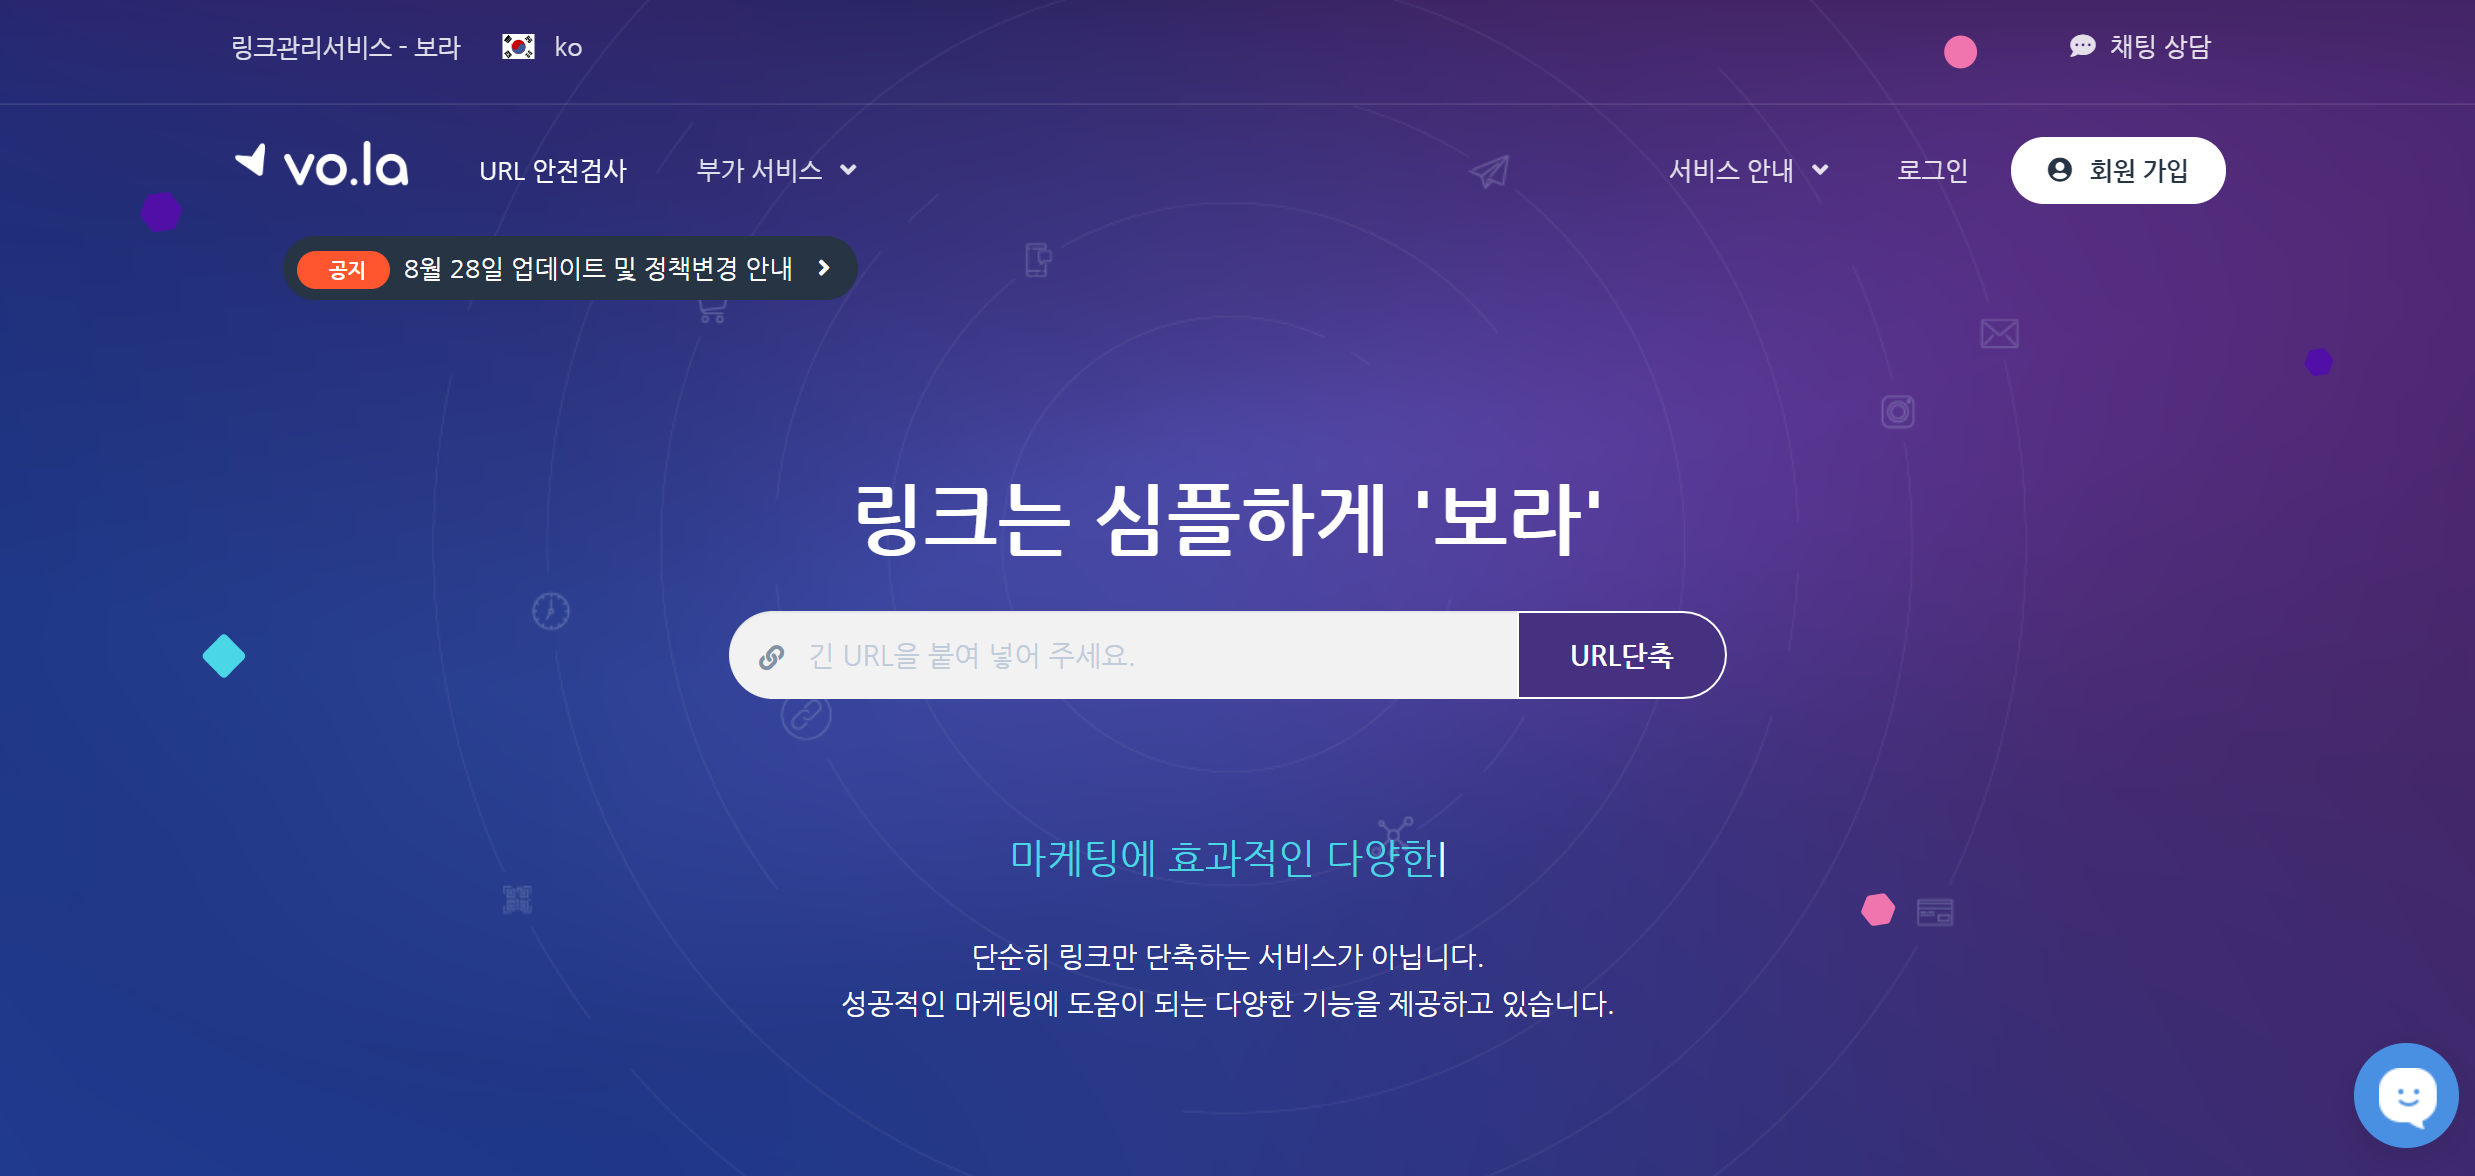 링크관리서비스 - 보라 ko 채팅 상담
vo.la URL 안전검사 부가 서비스 서비스 안내 로그인 회원 가입
공지 8월 28일 업데이트 및 정책변경 안내
링크는 심플하게 '보라'
긴 URL을 붙여 넣어 주세요. URL단축
마케팅에 효과적인 다양한
단순히 링크만 단축하는 서비스가 아닙니다.
성공적인 마케팅에 도움이 되는 다양한 기능을 제공하고 있습니다.